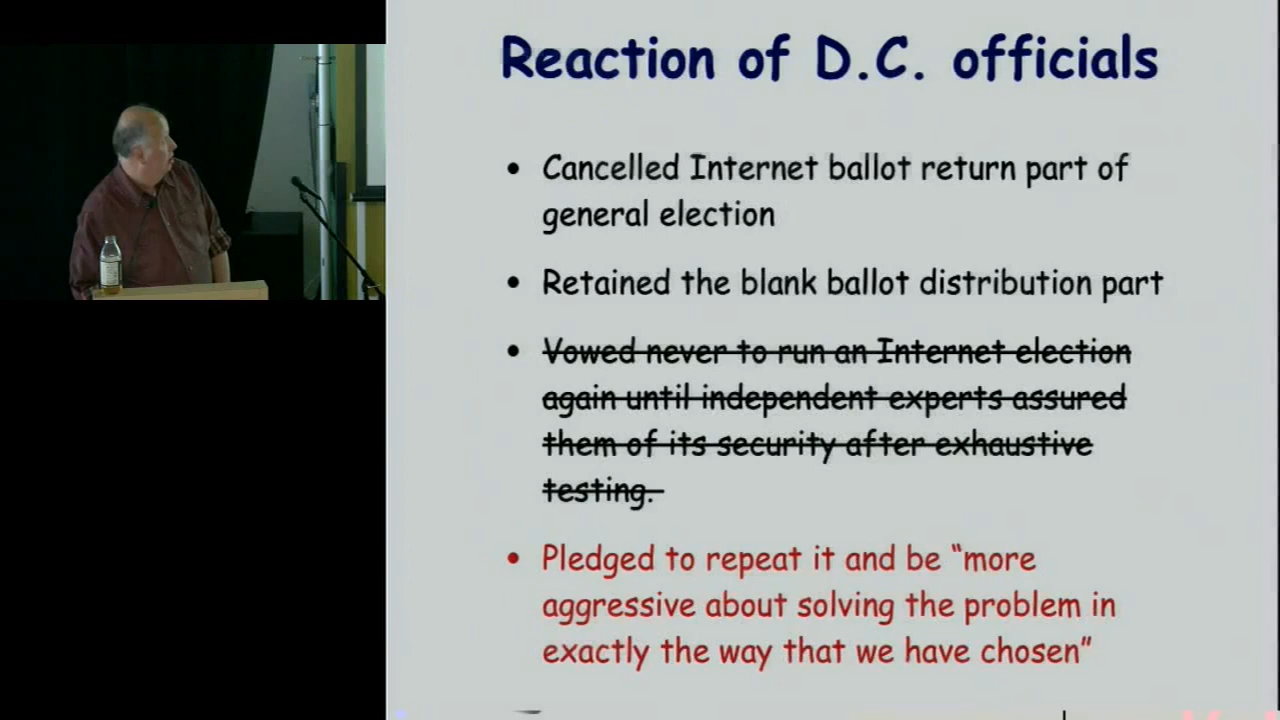 Reaction of D.C. officials
• Cancelled Internet ballot return part of
general election
• Retained the blank ballot distribution part
• Vowed never to run an Internet election
again until independent experts assured
them of its security after exhaustive
testing.
• Pledged to repeat it and be “more
aggressive about solving the problem in
exactly the way that we have chosen”